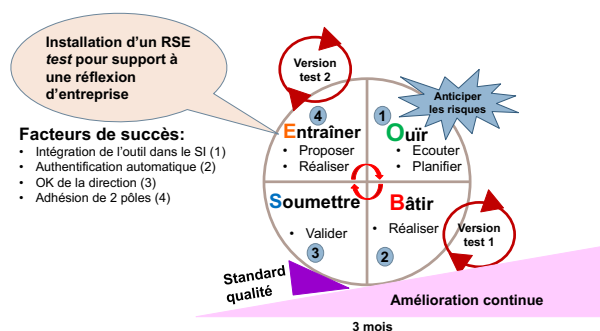 Installation d'un RSE
test pour support à
une réflexion
d'entreprise
Version
test 2
Anticiper
les risques
4
Entraîner
• Proposer
• Réaliser
1
Ouïr
• Ecouter
• Planifier
Facteurs de succès:
• Intégration de l'outil dans le SI (1)
• Authentification automatique (2)
• OK de la direction (3)
• Adhésion de 2 pôles (4)
Soumettre
• Valider
3
Bâtir
• Réaliser
2
Version
test 1
Standard
qualité
Amélioration continue
3 mois